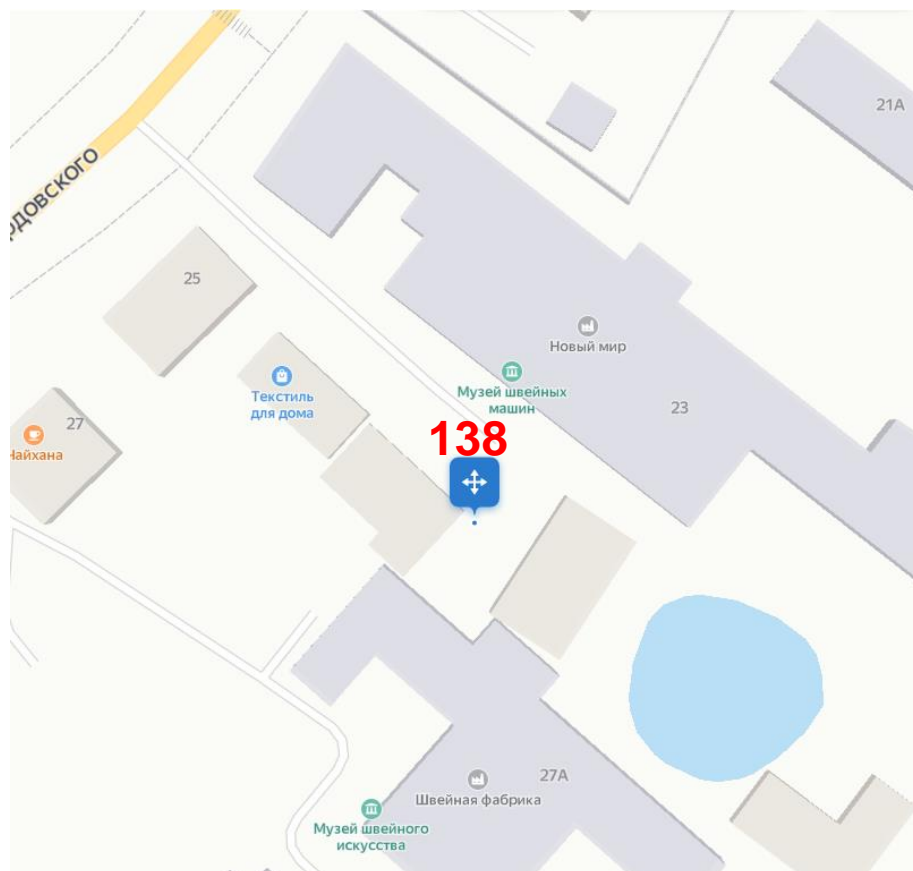 21А
ДОВСКОГО
25
Новый мир
Музей швейных
машин
23
Текстиль
для дома
27
Чайхана
138
27А
Швейная фабрика
Музей швейного
искусства